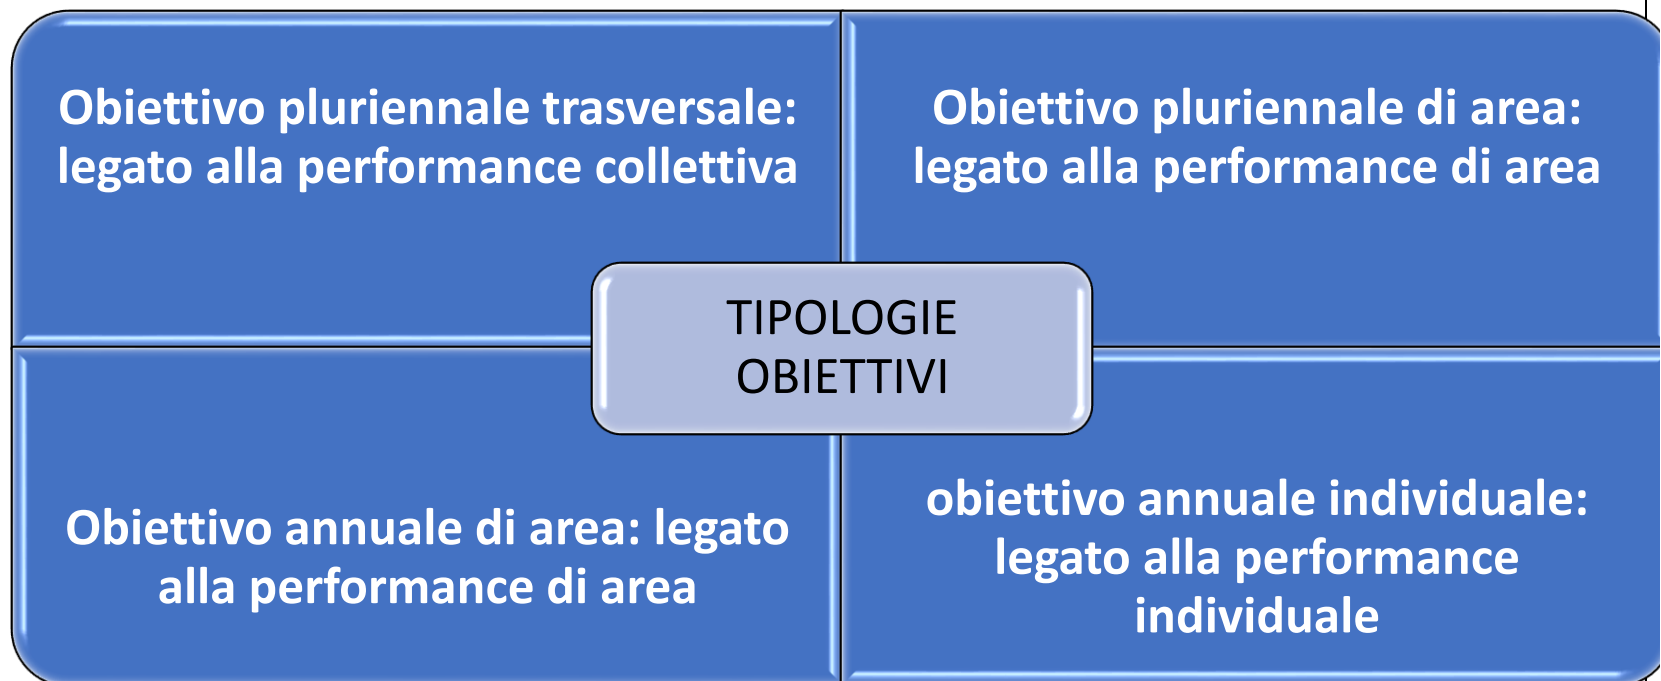 Obiettivo pluriennale trasversale:
legato alla performance collettiva
Obiettivo pluriennale di area:
legato alla performance di area
TIPOLOGIE
OBIETTIVI
Obiettivo annuale di area: legato
alla performance di area
obiettivo annuale individuale:
legato alla performance
individuale